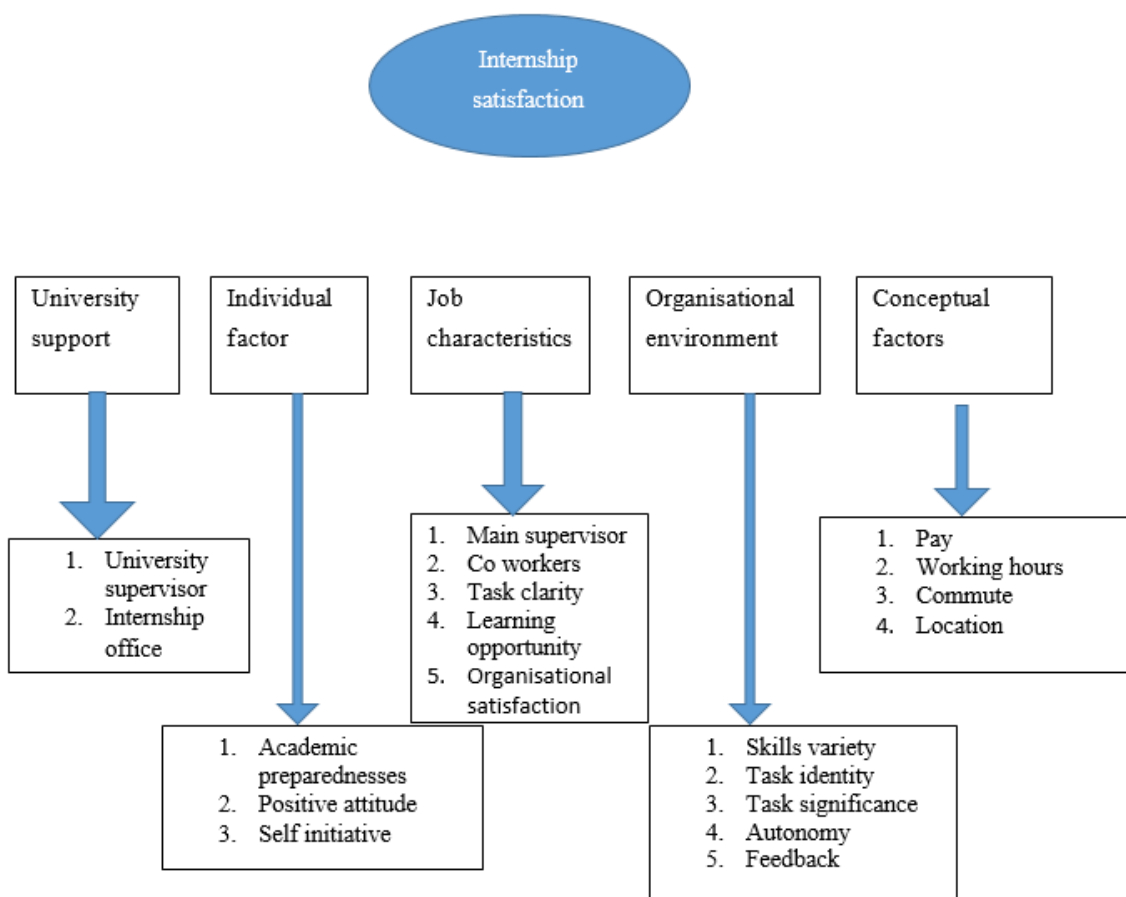 Internship
satisfaction
University
support
Individual
factor
Job
characteristics
Organisational
environment
Conceptual
factors
1. University
supervisor
2. Internship
office
1. Main supervisor
2. Co workers
3. Task clarity
4. Learning
opportunity
5. Organisational
satisfaction
1. Pay
2. Working hours
3. Commute
4. Location
1. Academic
preparednesses
2. Positive attitude
3. Self initiative
1. Skills variety
2. Task identity
3. Task significance
4. Autonomy
5. Feedback